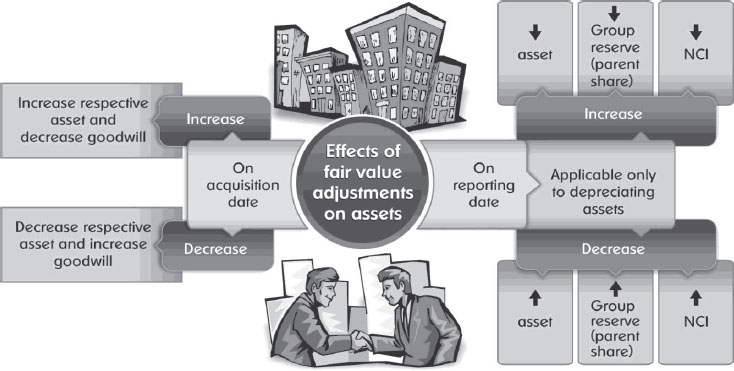 Effects of
fair value
adjustments
on assets
On
acquisition
date
Increase
Increase respective
asset and
decrease goodwill
Decrease
Decrease respective
asset and increase
goodwill
On
reporting
date
Applicable only
to depreciating
assets
Increase
asset
Group
reserve
(parent
share)
NCI
Decrease
asset
Group
reserve
(parent
share)
NCI